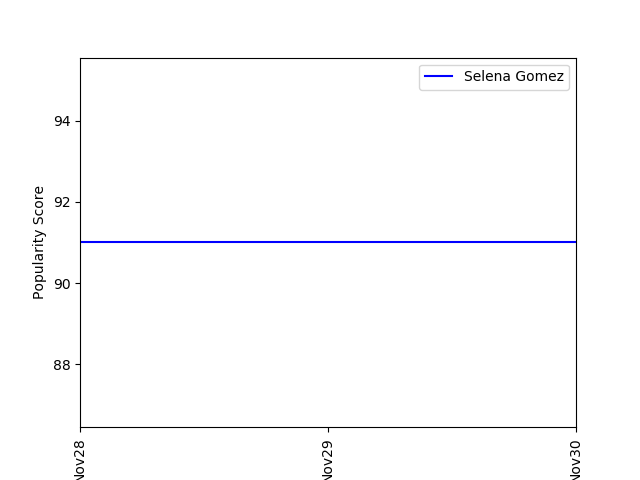 Selena Gomez
Popularity Score
94
92
90
88
Nov28
Nov29
Nov30